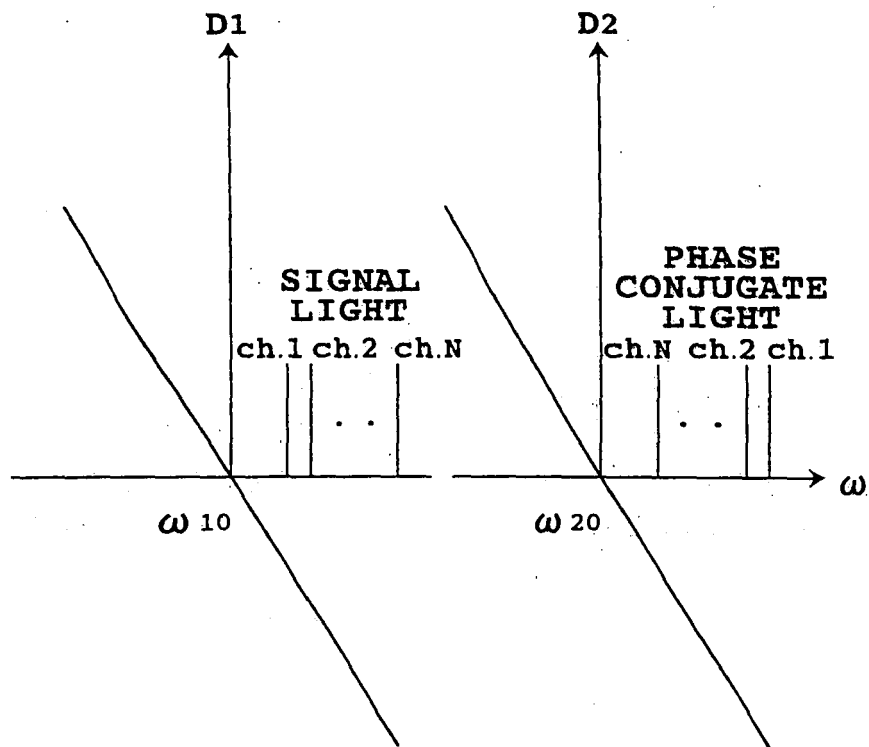 D1
D2
SIGNAL
LIGHT
ch.1 ch.2 ch.N
PHASE
CONJUGATE
LIGHT
ch.N ch.2 ch.1
. .
. .
ω
ω 10
ω 20